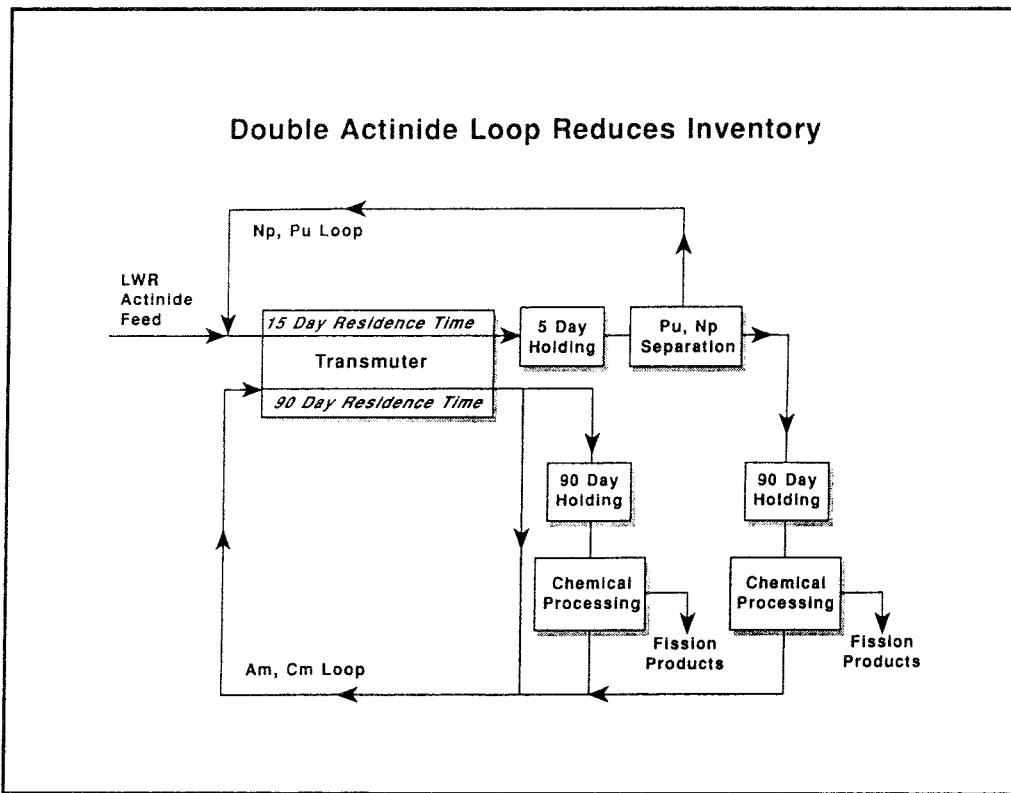 Double Actinide Loop Reduces Inventory
Np, Pu Loop
LWR
Actinide
Feed
15 Day Residence Time
Transmuter
90 Day Residence Time
5 Day
Holding
Pu, Np
Separation
90 Day
Holding
90 Day
Holding
Chemical
Processing
Chemical
Processing
Fission
Products
Fission
Products
Am, Cm Loop